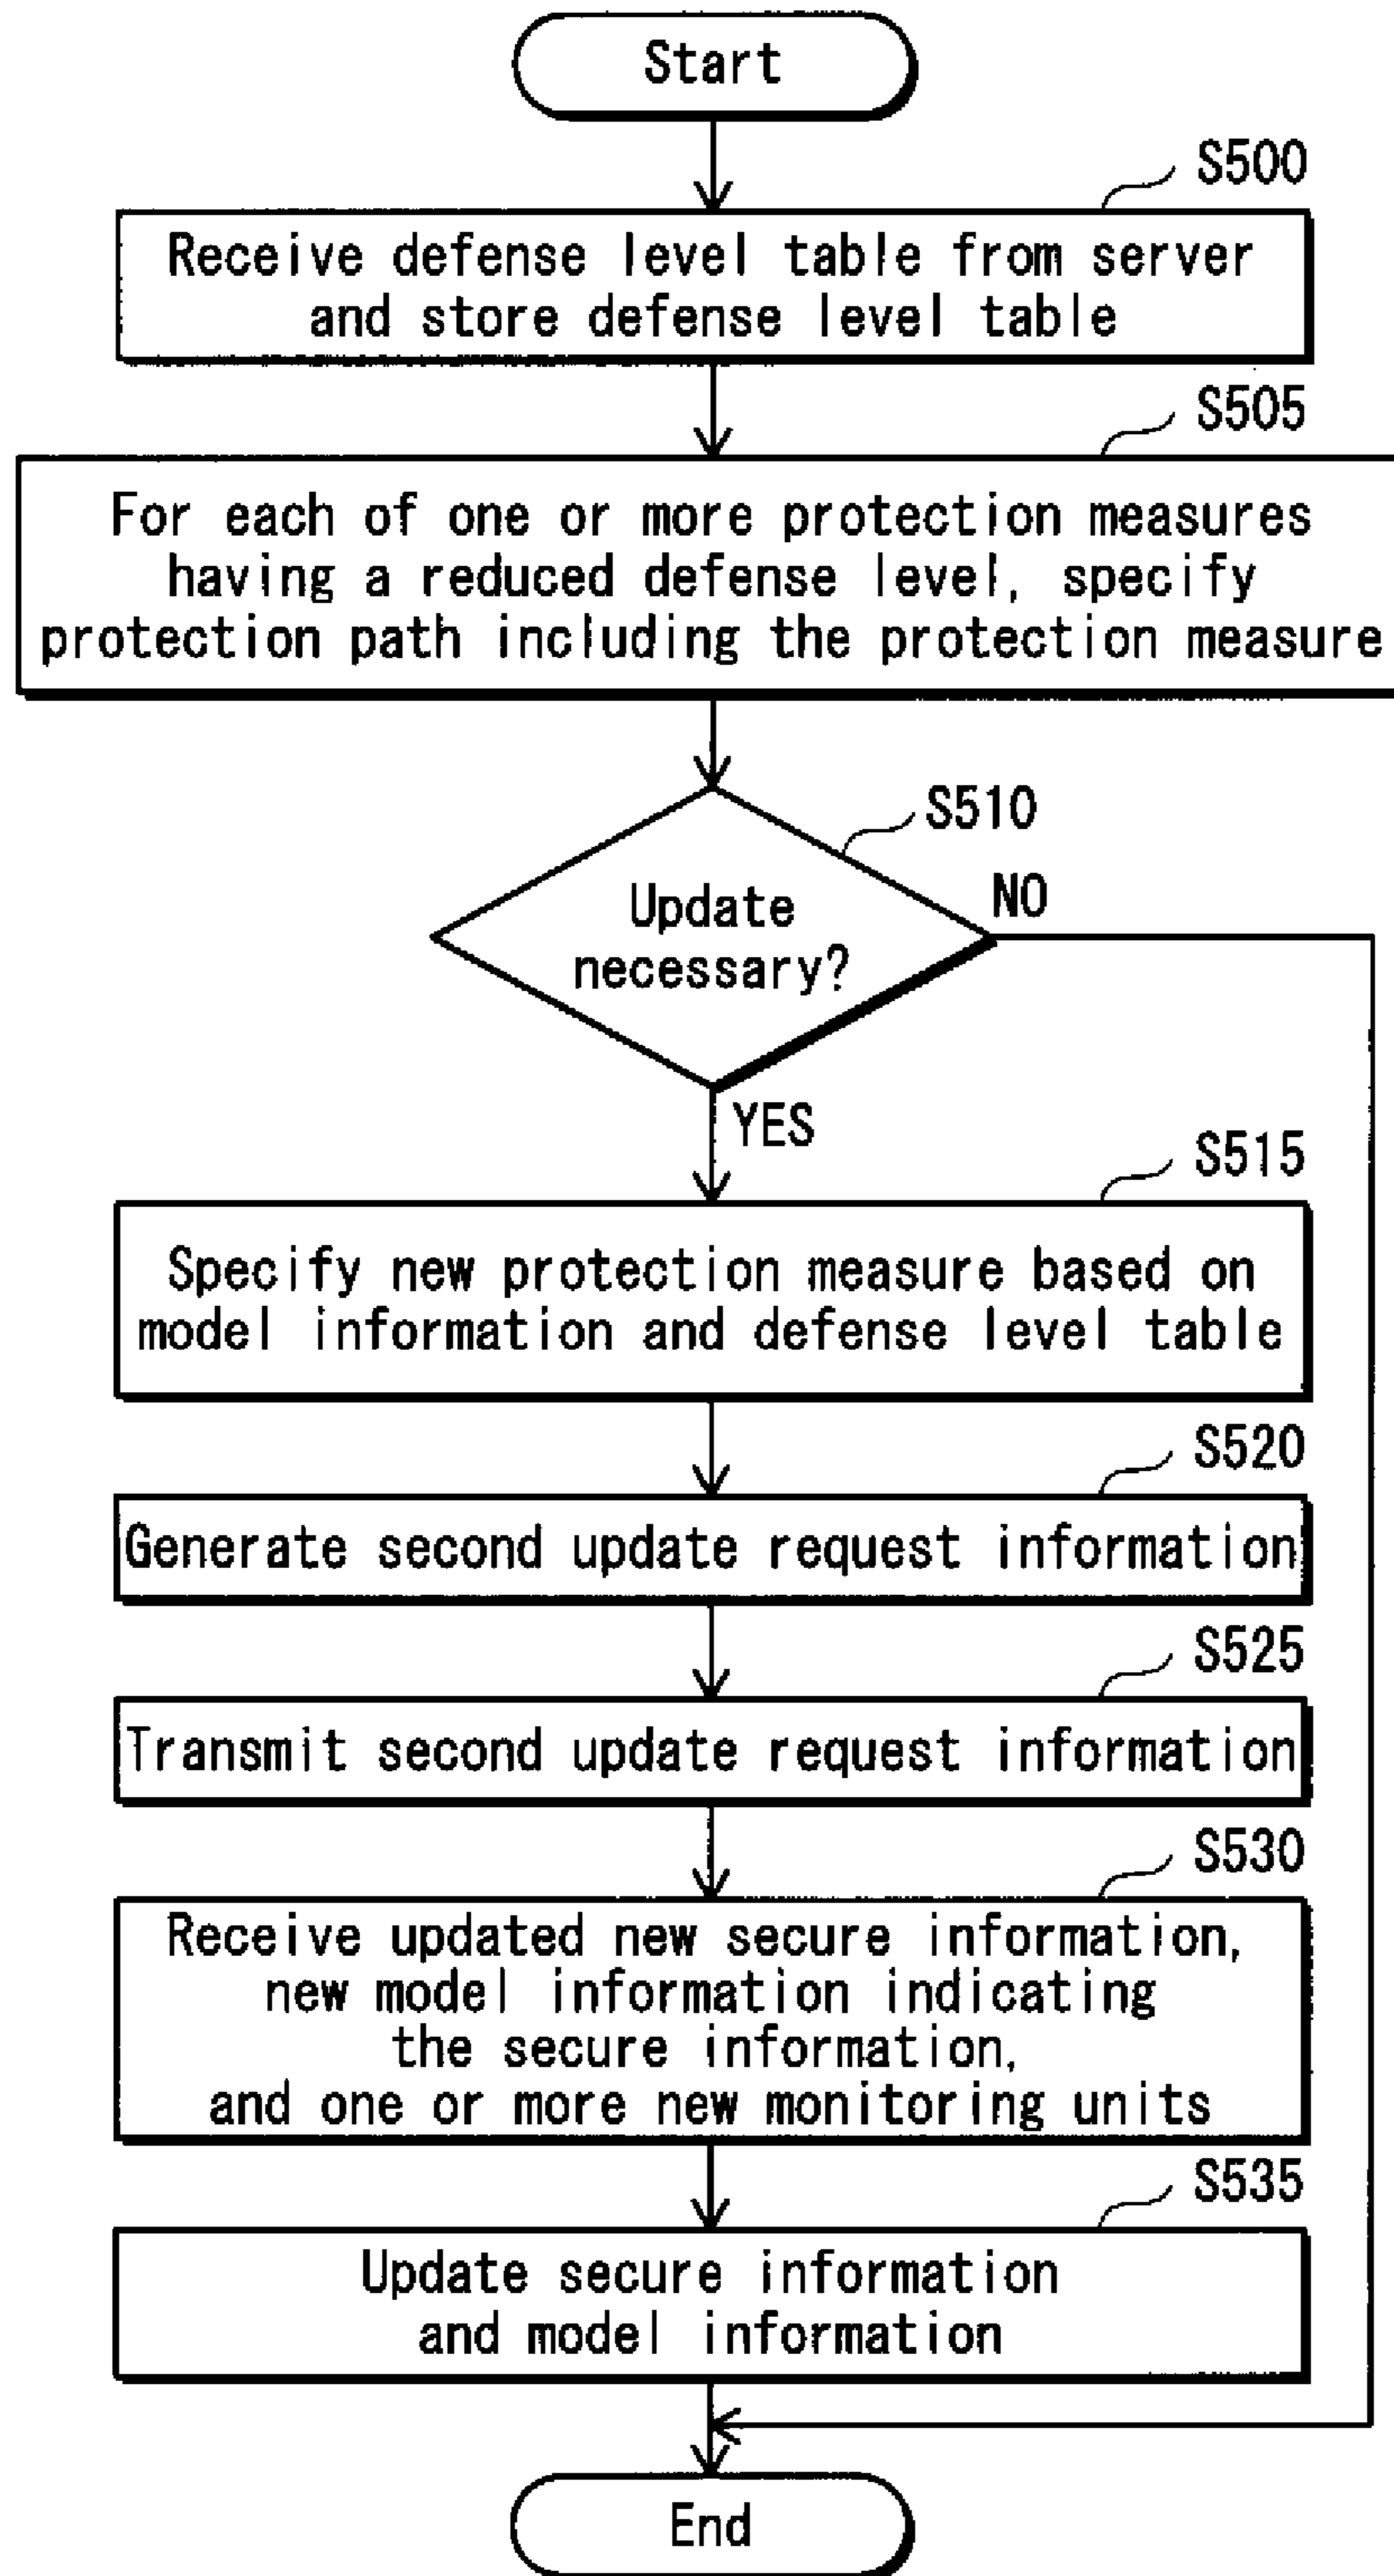 Start
S500
Receive defense level table from server
and store defense level table
S505
For each of one or more protection measures
having a reduced defense level, specify
protection path including the protection measure
S510
Update
necessary?
NO
YES
S515
Specify new protection measure based on
model information and defense level table
S520
Generate second update request information
S525
Transmit second update request information
S530
Receive updated new secure information,
new model information indicating
the secure information,
and one or more new monitoring units
S535
Update secure information
and model information
End